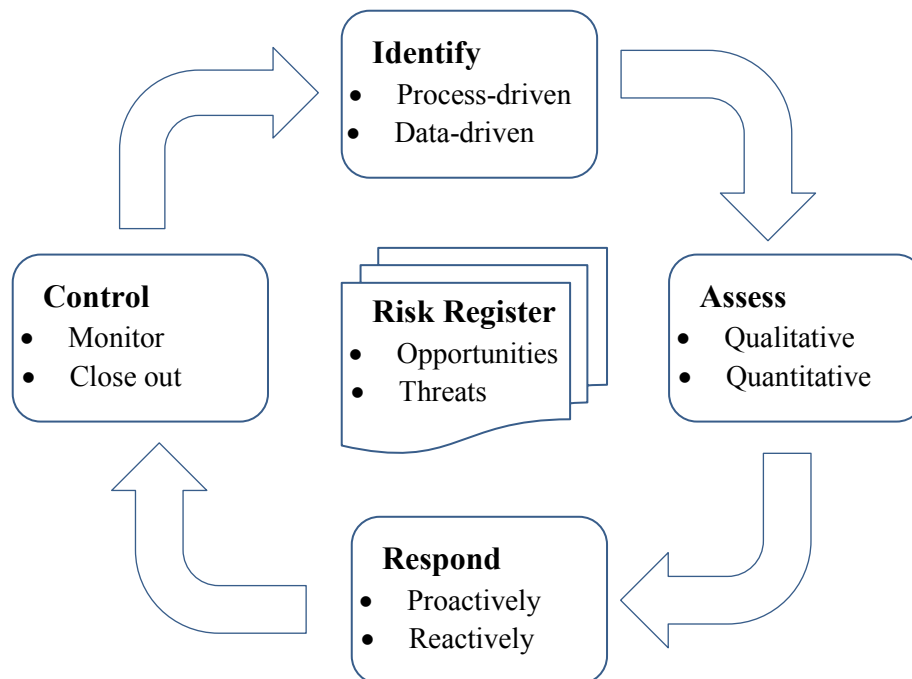 Identify
• Process-driven
• Data-driven
Control
• Monitor
• Close out
Risk Register
• Opportunities
• Threats
Assess
• Qualitative
• Quantitative
Respond
• Proactively
• Reactively